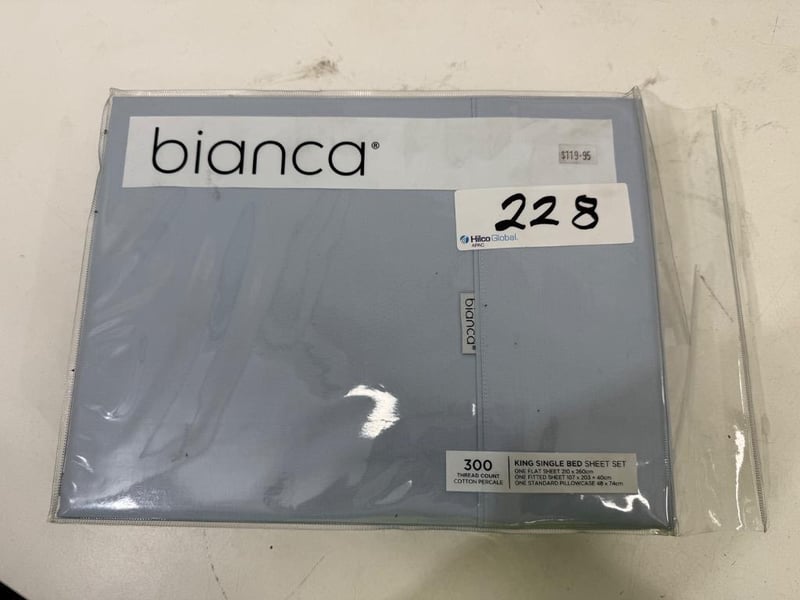 bianca®
$119-95
228
Hilco Global.
APAC
bianca®
300
THREAD COUNT
COTTON PERCALE
KING SINGLE BED SHEET SET
ONE FLAT SHEET 210 x 260cm
ONE FITTED SHEET 107 x 203 + 40cm
ONE STANDARD PILLOWCASE 48 x 74cm